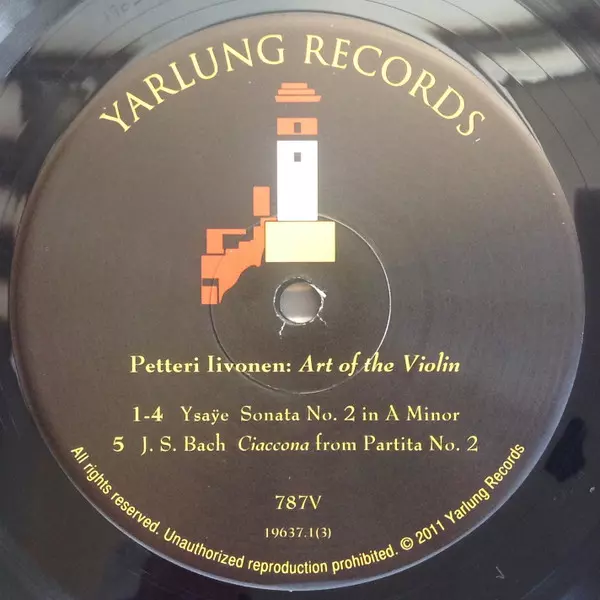 YARLUNG RECORDS
Petteri Iivonen: Art of the Violin
1-4 Ysaÿe Sonata No. 2 in A Minor
5 J. S. Bach Ciaccona from Partita No. 2
787V
19637.1(3)
All rights reserved. Unauthorized reproduction prohibited. © 2011 Yarlung Records